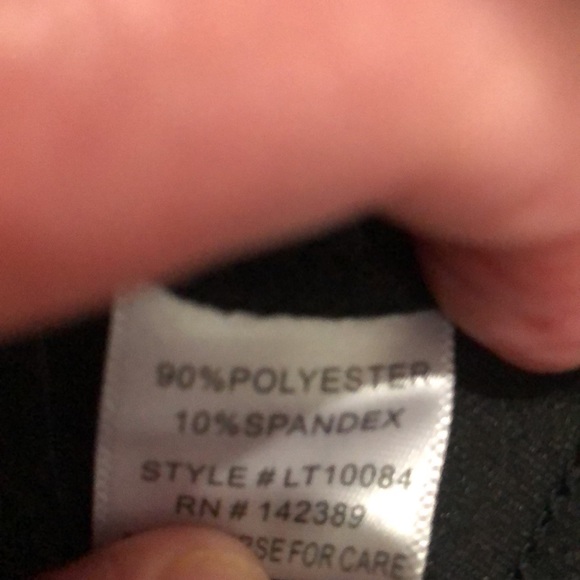 90%POLYESTER
10%SPANDEX
STYLE # LT10084
RN # 142389
FOR CARE